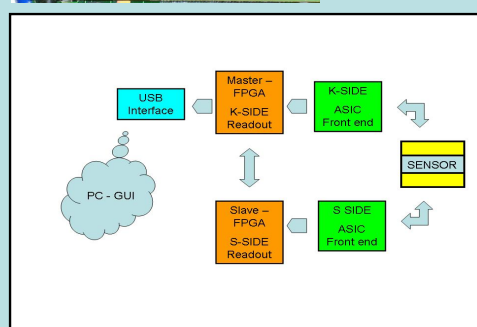 USB
Interface
Master –
FPGA
K-SIDE
Readout
K-SIDE
ASIC
Front end
SENSOR
PC - GUI
Slave –
FPGA
S-SIDE
Readout
S SIDE
ASIC
Front end